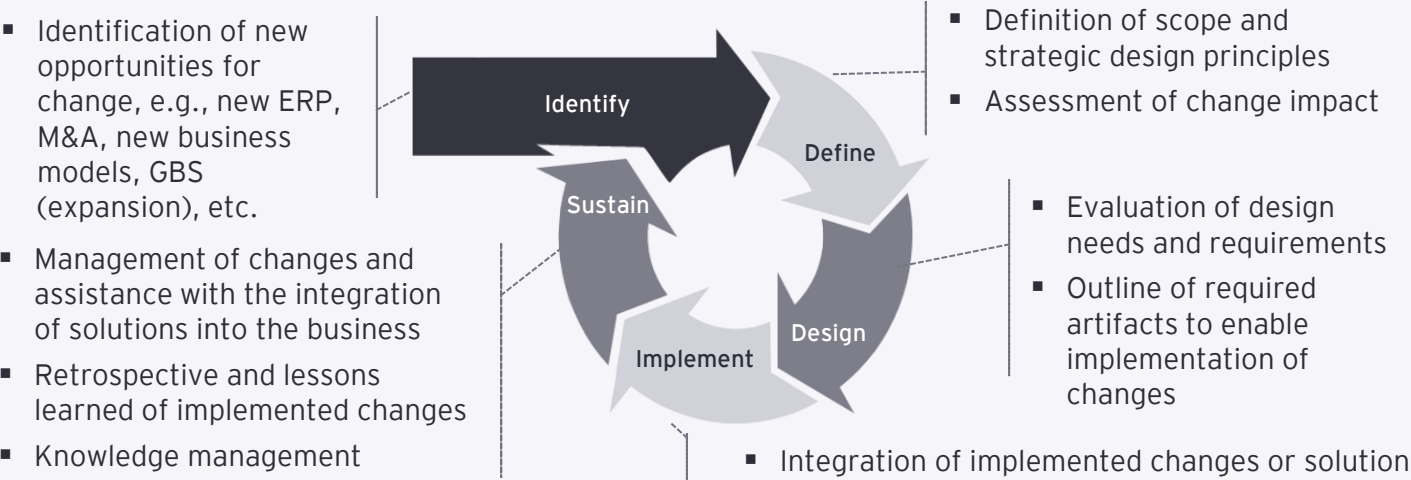 ▪ Identification of new
opportunities for
change, e.g., new ERP,
M&A, new business
models, GBS
(expansion), etc.
Identify
▪ Definition of scope and
strategic design principles
▪ Assessment of change impact
Define
▪ Evaluation of design
needs and requirements
▪ Outline of required
artifacts to enable
implementation of
changes
Design
Implement
▪ Integration of implemented changes or solution
Sustain
▪ Management of changes and
assistance with the integration
of solutions into the business
▪ Retrospective and lessons
learned of implemented changes
▪ Knowledge management